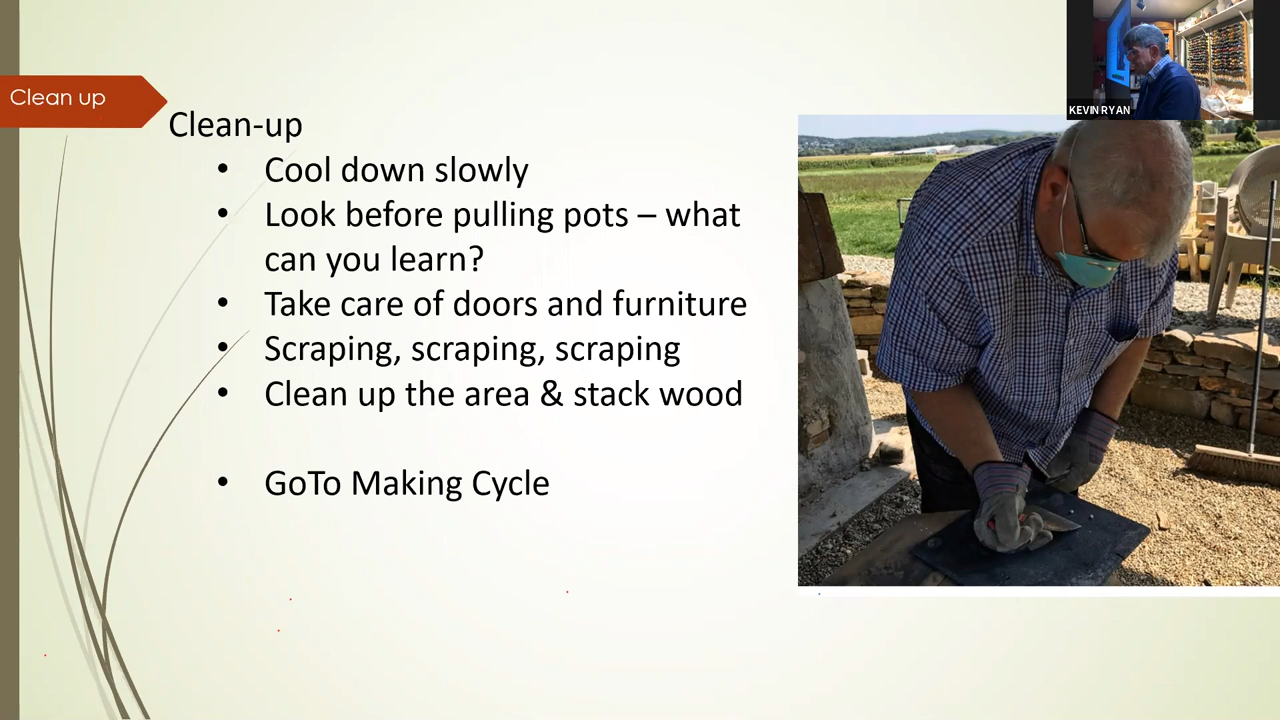 Clean up
Clean-up
• Cool down slowly
• Look before pulling pots – what
can you learn?
• Take care of doors and furniture
• Scraping, scraping, scraping
• Clean up the area & stack wood
• GoTo Making Cycle
KEVIN RYAN